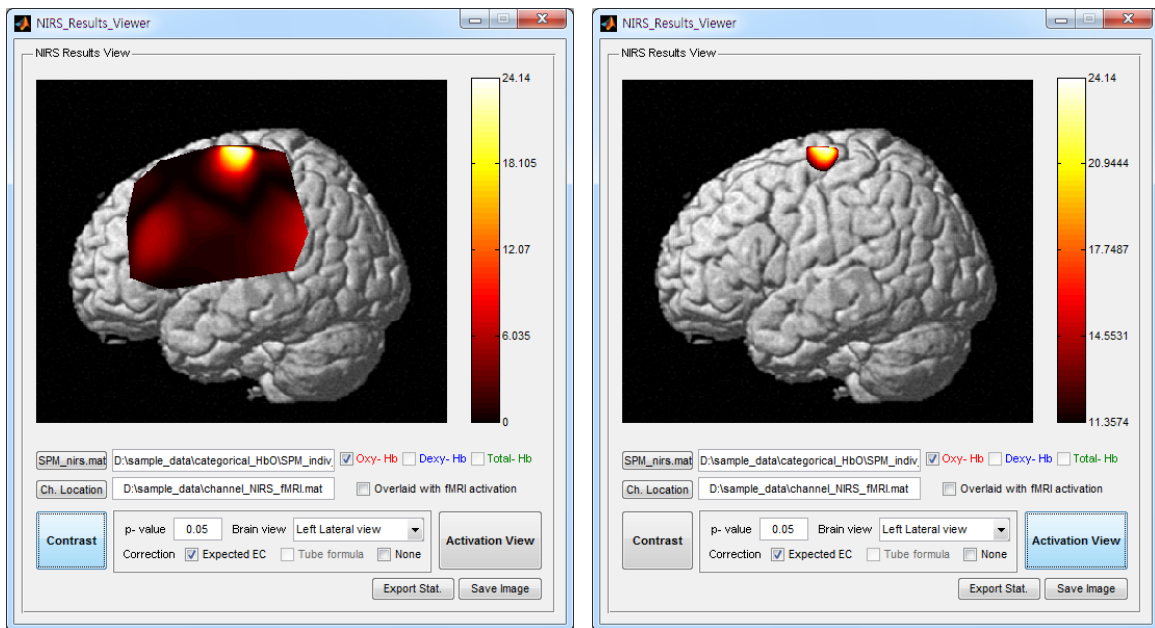 NIRS_Results_Viewer
NIRS Results View
24.14
18.105
12.07
6.035
0
SPM_nirs.mat D:\sample_data\categorical_HbO\SPM_indiv_ Oxy- Hb Dexy- Hb Total- Hb
Ch. Location D:\sample_data\channel_NIRS_fMRI.mat Overlaid with fMRI activation
Contrast
p- value 0.05 Brain view Left Lateral view
Correction Expected EC Tube formula None
Activation View
Export Stat. Save Image
NIRS_Results_Viewer
NIRS Results View
24.14
20.9444
17.7487
14.5531
11.3574
SPM_nirs.mat D:\sample_data\categorical_HbO\SPM_indiv_ Oxy- Hb Dexy- Hb Total- Hb
Ch. Location D:\sample_data\channel_NIRS_fMRI.mat Overlaid with fMRI activation
Contrast
p- value 0.05 Brain view Left Lateral view
Correction Expected EC Tube formula None
Activation View
Export Stat. Save Image